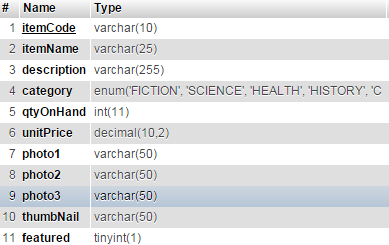 # Name Type
1 itemCode varchar(10)
2 itemName varchar(25)
3 description varchar(255)
4 category enum('FICTION', 'SCIENCE', 'HEALTH', 'HISTORY', 'C
5 qtyOnHand int(11)
6 unitPrice decimal(10,2)
7 photo1 varchar(50)
8 photo2 varchar(50)
9 photo3 varchar(50)
10 thumbNail varchar(50)
11 featured tinyint(1)